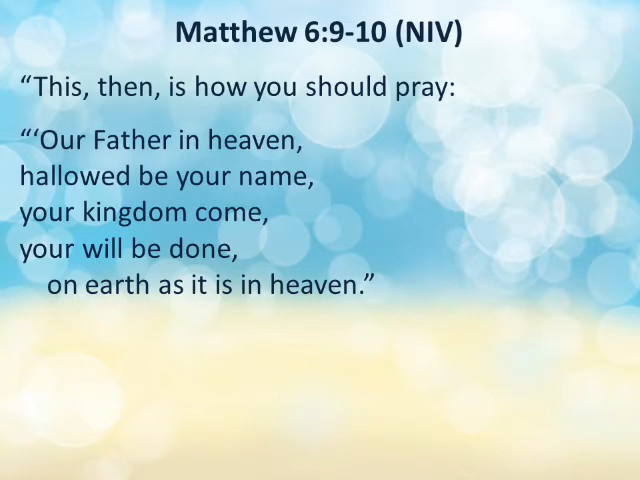 Matthew 6:9-10 (NIV)
“This, then, is how you should pray:
“‘Our Father in heaven,
hallowed be your name,
your kingdom come,
your will be done,
on earth as it is in heaven.”